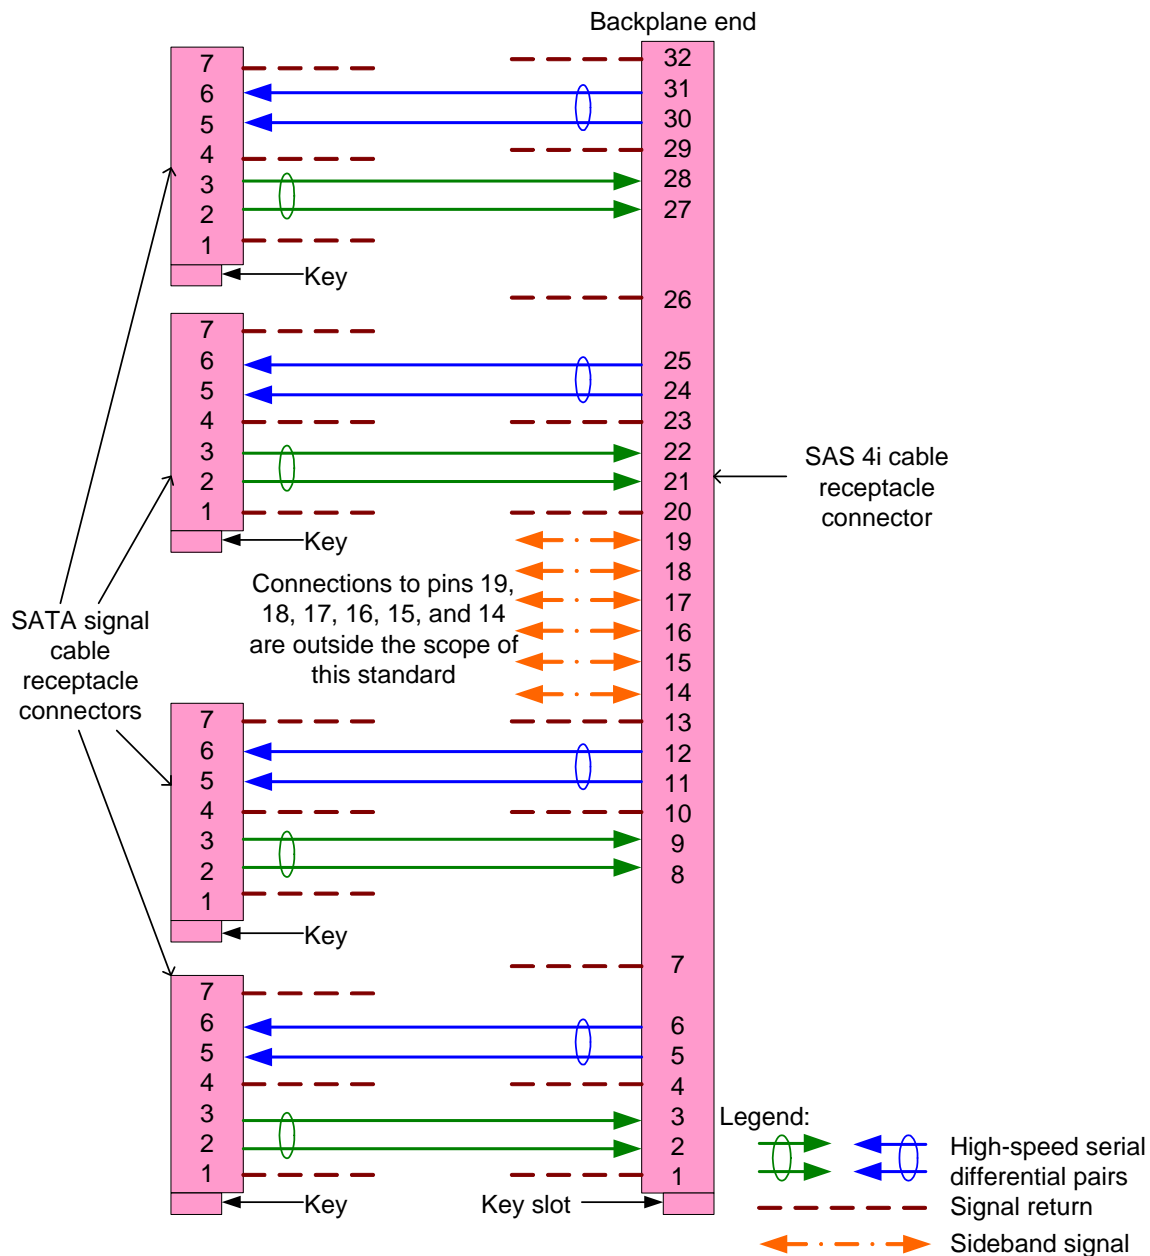 Backplane end
7
6
5
4
3
2
1
Key
7
6
5
4
3
2
1
Key
7
6
5
4
3
2
1
Key
7
6
5
4
3
2
1
Key
SATA signal
cable
receptacle
connectors
Connections to pins 19,
18, 17, 16, 15, and 14
are outside the scope of
this standard
32
31
30
29
28
27
26
25
24
23
22
21
20
19
18
17
16
15
14
13
12
11
10
9
8
7
6
5
4
3
2
1
Key slot
SAS 4i cable
receptacle
connector
Legend:
High-speed serial
differential pairs
Signal return
Sideband signal